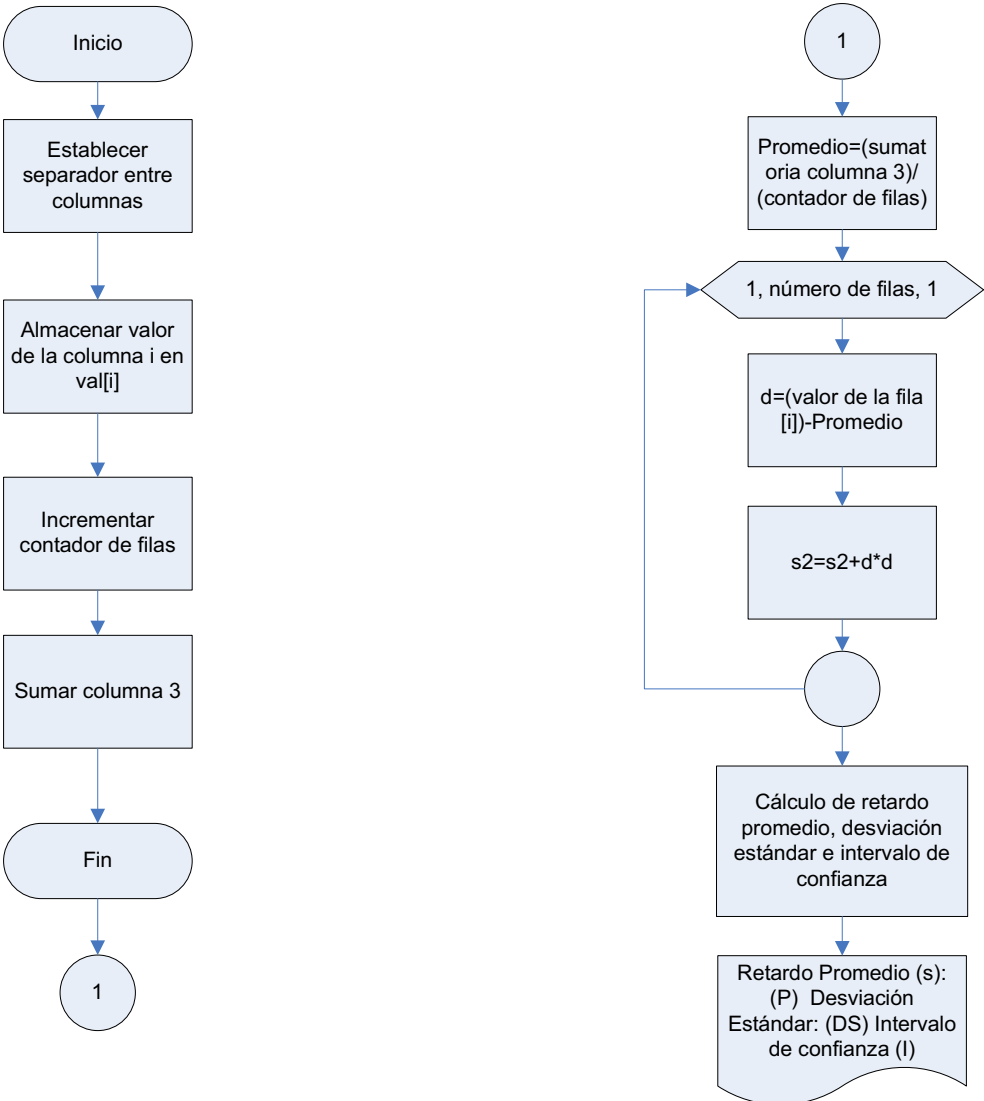 Inicio
Establecer
separador entre
columnas
Almacenar valor
de la columna i en
val[i]
Incrementar
contador de filas
Sumar columna 3
Fin
1
1
Promedio=(sumat
oria columna 3)/
(contador de filas)
1, número de filas, 1
d=(valor de la fila
[i])-Promedio
s2=s2+d*d
Cálculo de retardo
promedio, desviación
estándar e intervalo de
confianza
Retardo Promedio (s):
(P) Desviación
Estándar: (DS) Intervalo
de confianza (I)